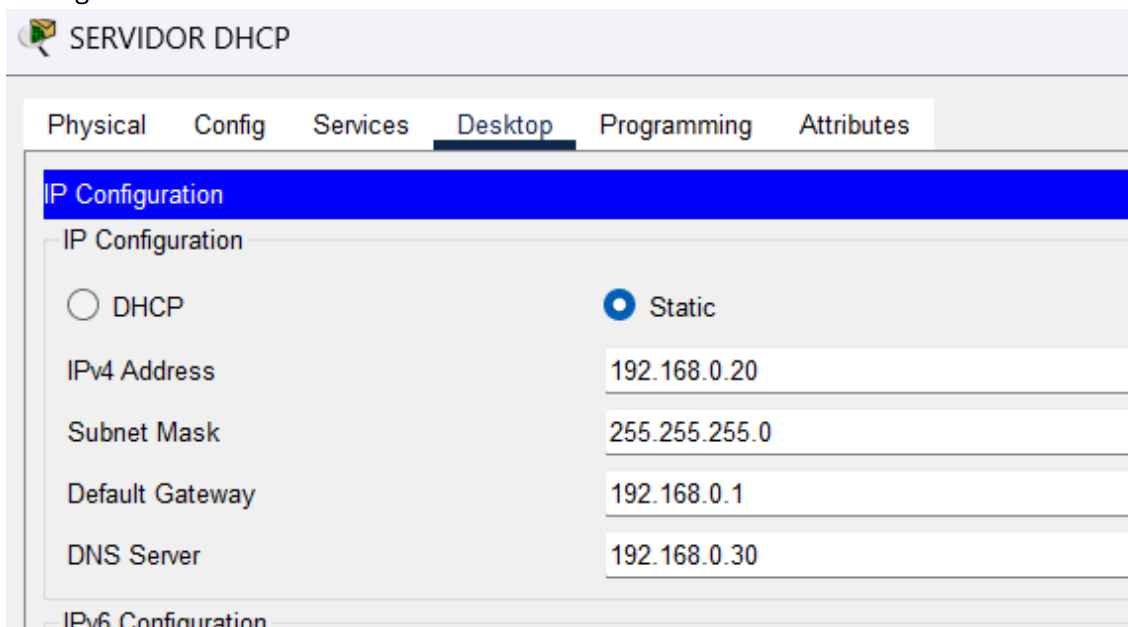 SERVIDOR DHCP
Physical Config Services Desktop Programming Attributes
IP Configuration
IP Configuration
DHCP Static
IPv4 Address 192.168.0.20
Subnet Mask 255.255.255.0
Default Gateway 192.168.0.1
DNS Server 192.168.0.30
IPv6 Configuration